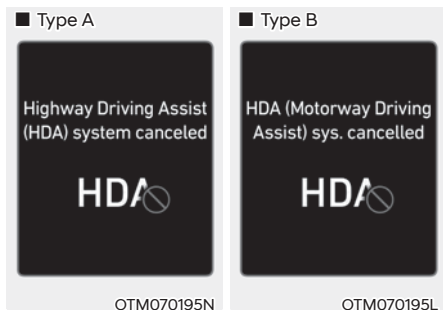 ■ Type A
Highway Driving Assist
(HDA) system canceled
HDA
OTM070195N
■ Type B
HDA (Motorway Driving
Assist) sys. cancelled
HDA
OTM070195L